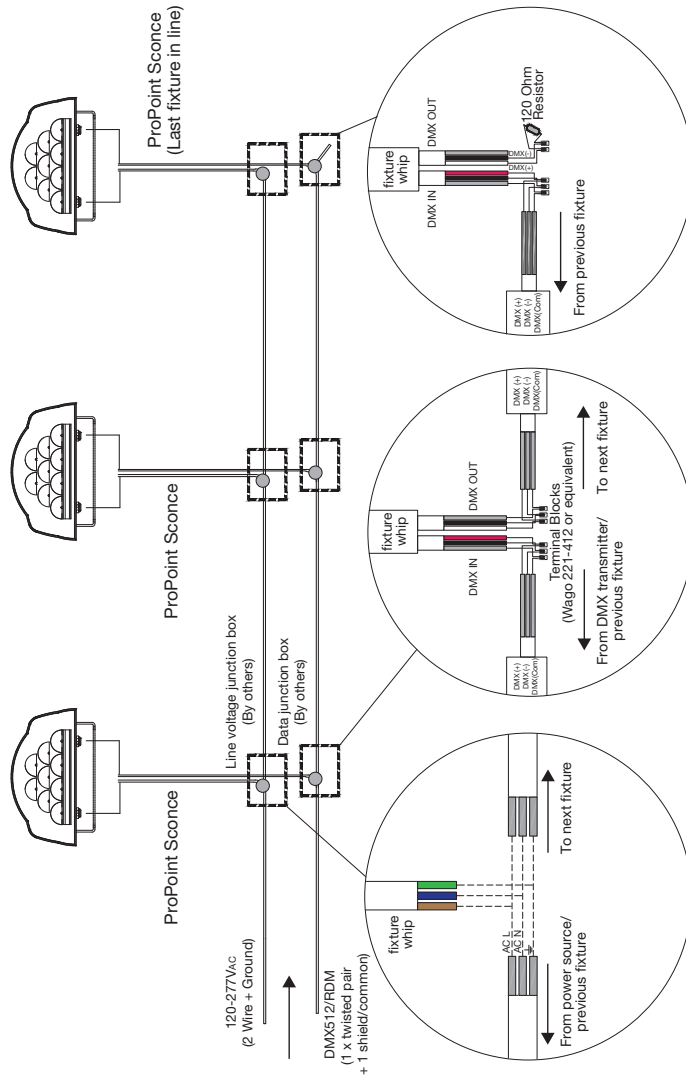 ProPoint Sconce
ProPoint Sconce
ProPoint Sconce
(Last fixture in line)
Line voltage junction box
(By others)
Data junction box
(By others)
120-277VAC
(2 Wire + Ground)
DMX512/RDM
(1 x twisted pair
+ 1 shield/common)
fixture
whip
AC L
AC N
From power source/
previous fixture
To next fixture
fixture
whip
DMX IN
DMX OUT
DMX (+)
DMX (-)
DMX(Com)
DMX (+)
DMX (-)
DMX(Com)
Terminal Blocks
(Wago 221-412 or equivalent)
From DMX transmitter/
previous fixture
To next fixture
fixture
whip
DMX IN
DMX OUT
DMX(-)
DMX(+)
120 Ohm
Resistor
DMX (+)
DMX (-)
DMX(Com)
From previous fixture